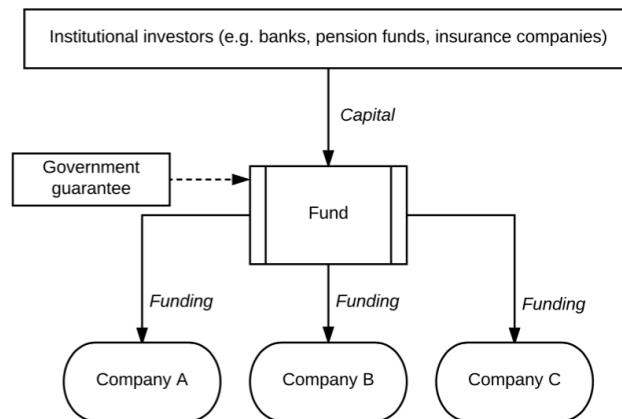 Institutional investors (e.g. banks, pension funds, insurance companies)
Capital
Government
guarantee
Fund
Funding
Funding
Funding
Company A
Company B
Company C